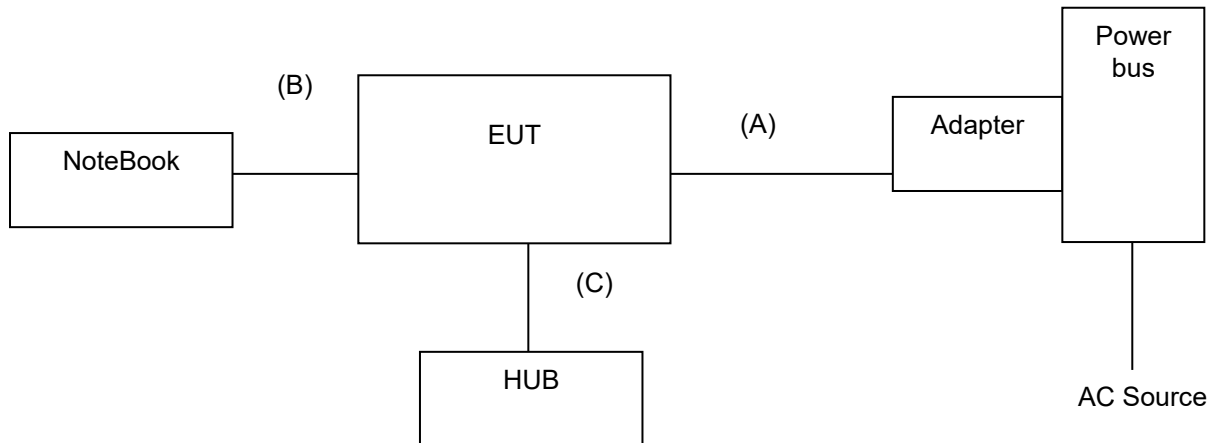 Power
bus
(B)
(A)
Adapter
EUT
NoteBook
(C)
HUB
AC Source